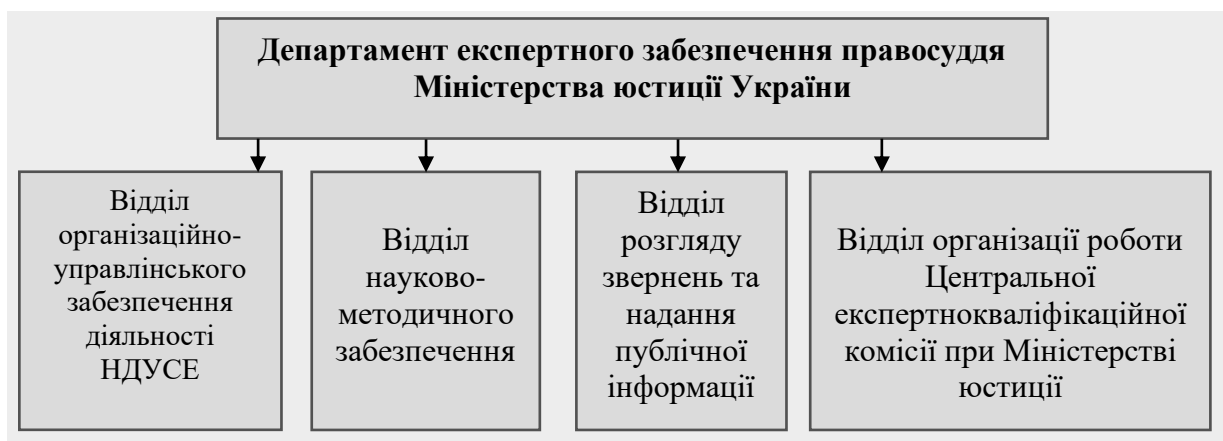 Департамент експертного забезпечення правосуддя
Міністерства юстиції України
Відділ
організаційно-
управлінського
забезпечення
діяльності
НДУСЕ
Відділ
науково-
методичного
забезпечення
Відділ
розгляду
звернень та
надання
публічної
інформації
Відділ організації роботи
Центральної
експертнокваліфікаційної
комісії при Міністерстві
юстиції